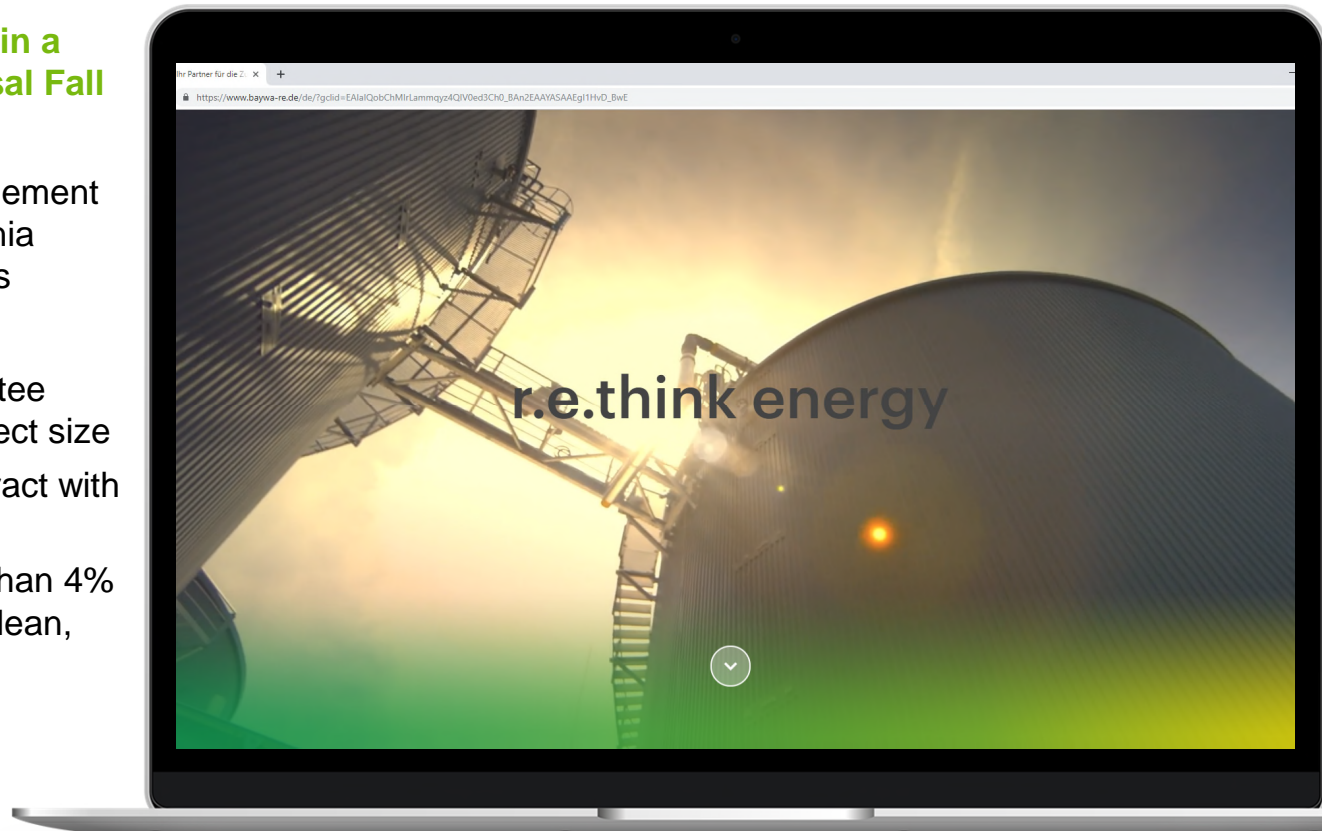 in a
sal Fall
ement
nia
s
tee
ect size
ract with
han 4%
lean,
Ihr Partner für die Z
https://www.baywa-re.de/de/?gclid=EAIaIQobChMIrLammqyz4QIV0ed3Ch0_BAn2EAAYASAAEgI1HvD_BwE
r.e.think energy